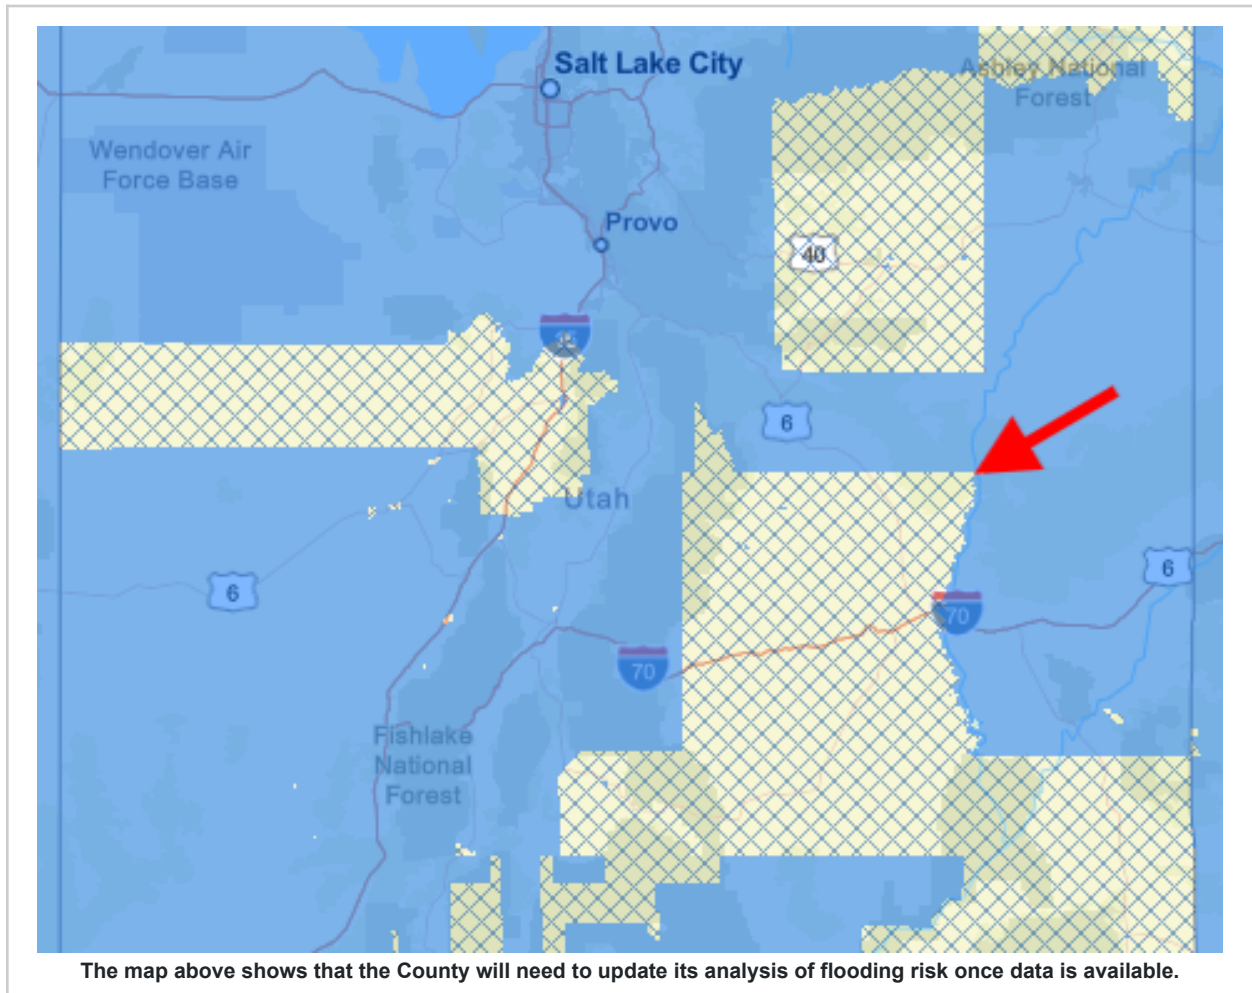 Salt Lake City
Ashley National
Forest
Wendover Air
Force Base
Provo
40
6
Utah
6
6
70
70
Fishlake
National
Forest
The map above shows that the County will need to update its analysis of flooding risk once data is available.